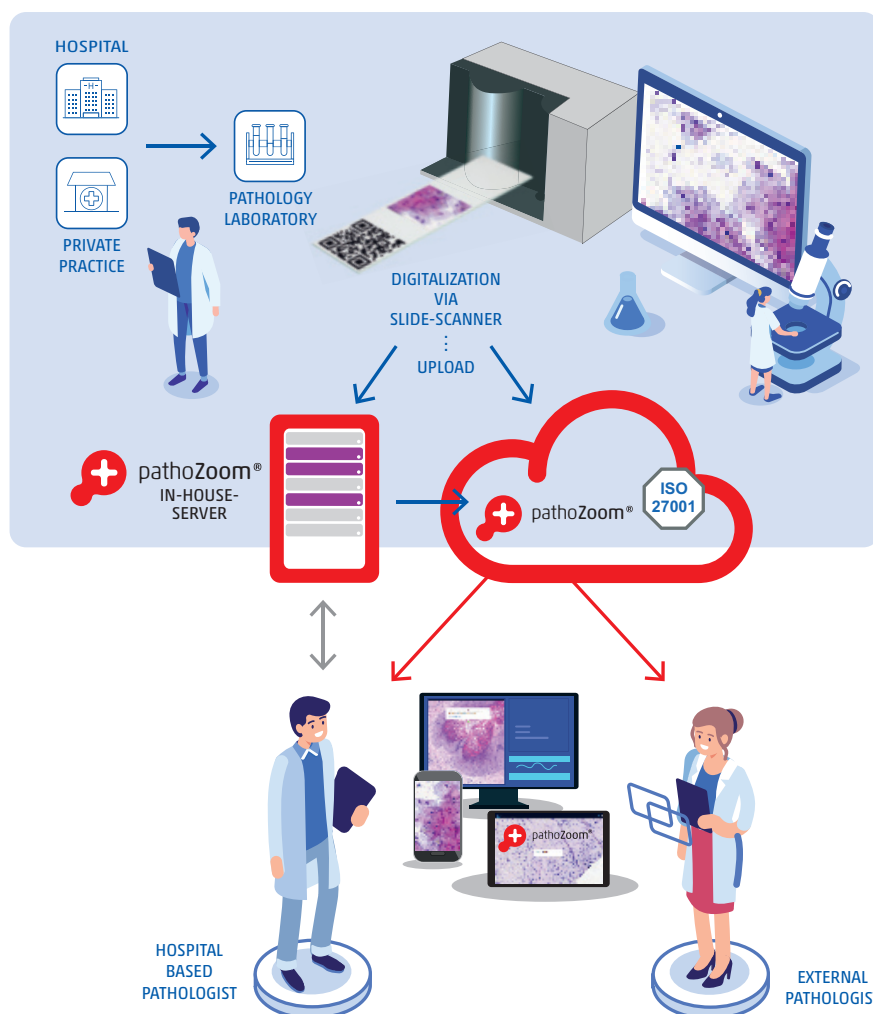 HOSPITAL
H
PRIVATE
PRACTICE
PATHOLOGY
LABORATORY
DIGITALIZATION
VIA
SLIDE-SCANNER
UPLOAD
pathoZoom®
IN-HOUSE-
SERVER
pathoZoom®
ISO
27001
pathoZoom®
HOSPITAL
BASED
PATHOLOGIST
EXTERNAL
PATHOLOGIS